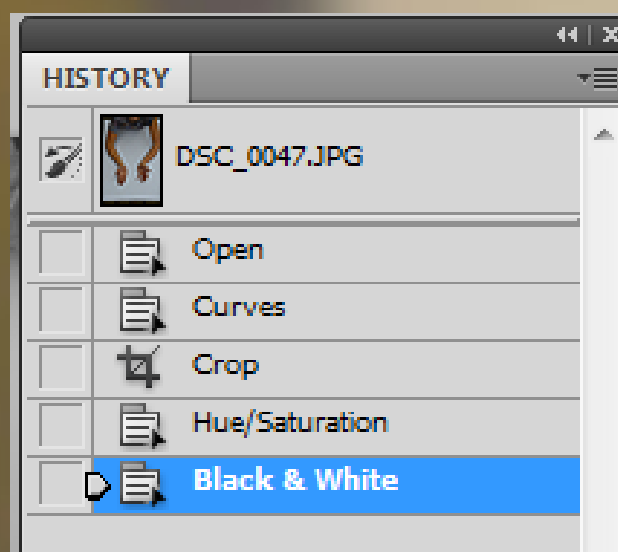 HISTORY
DSC_0047.JPG
Open
Curves
Crop
Hue/Saturation
Black & White